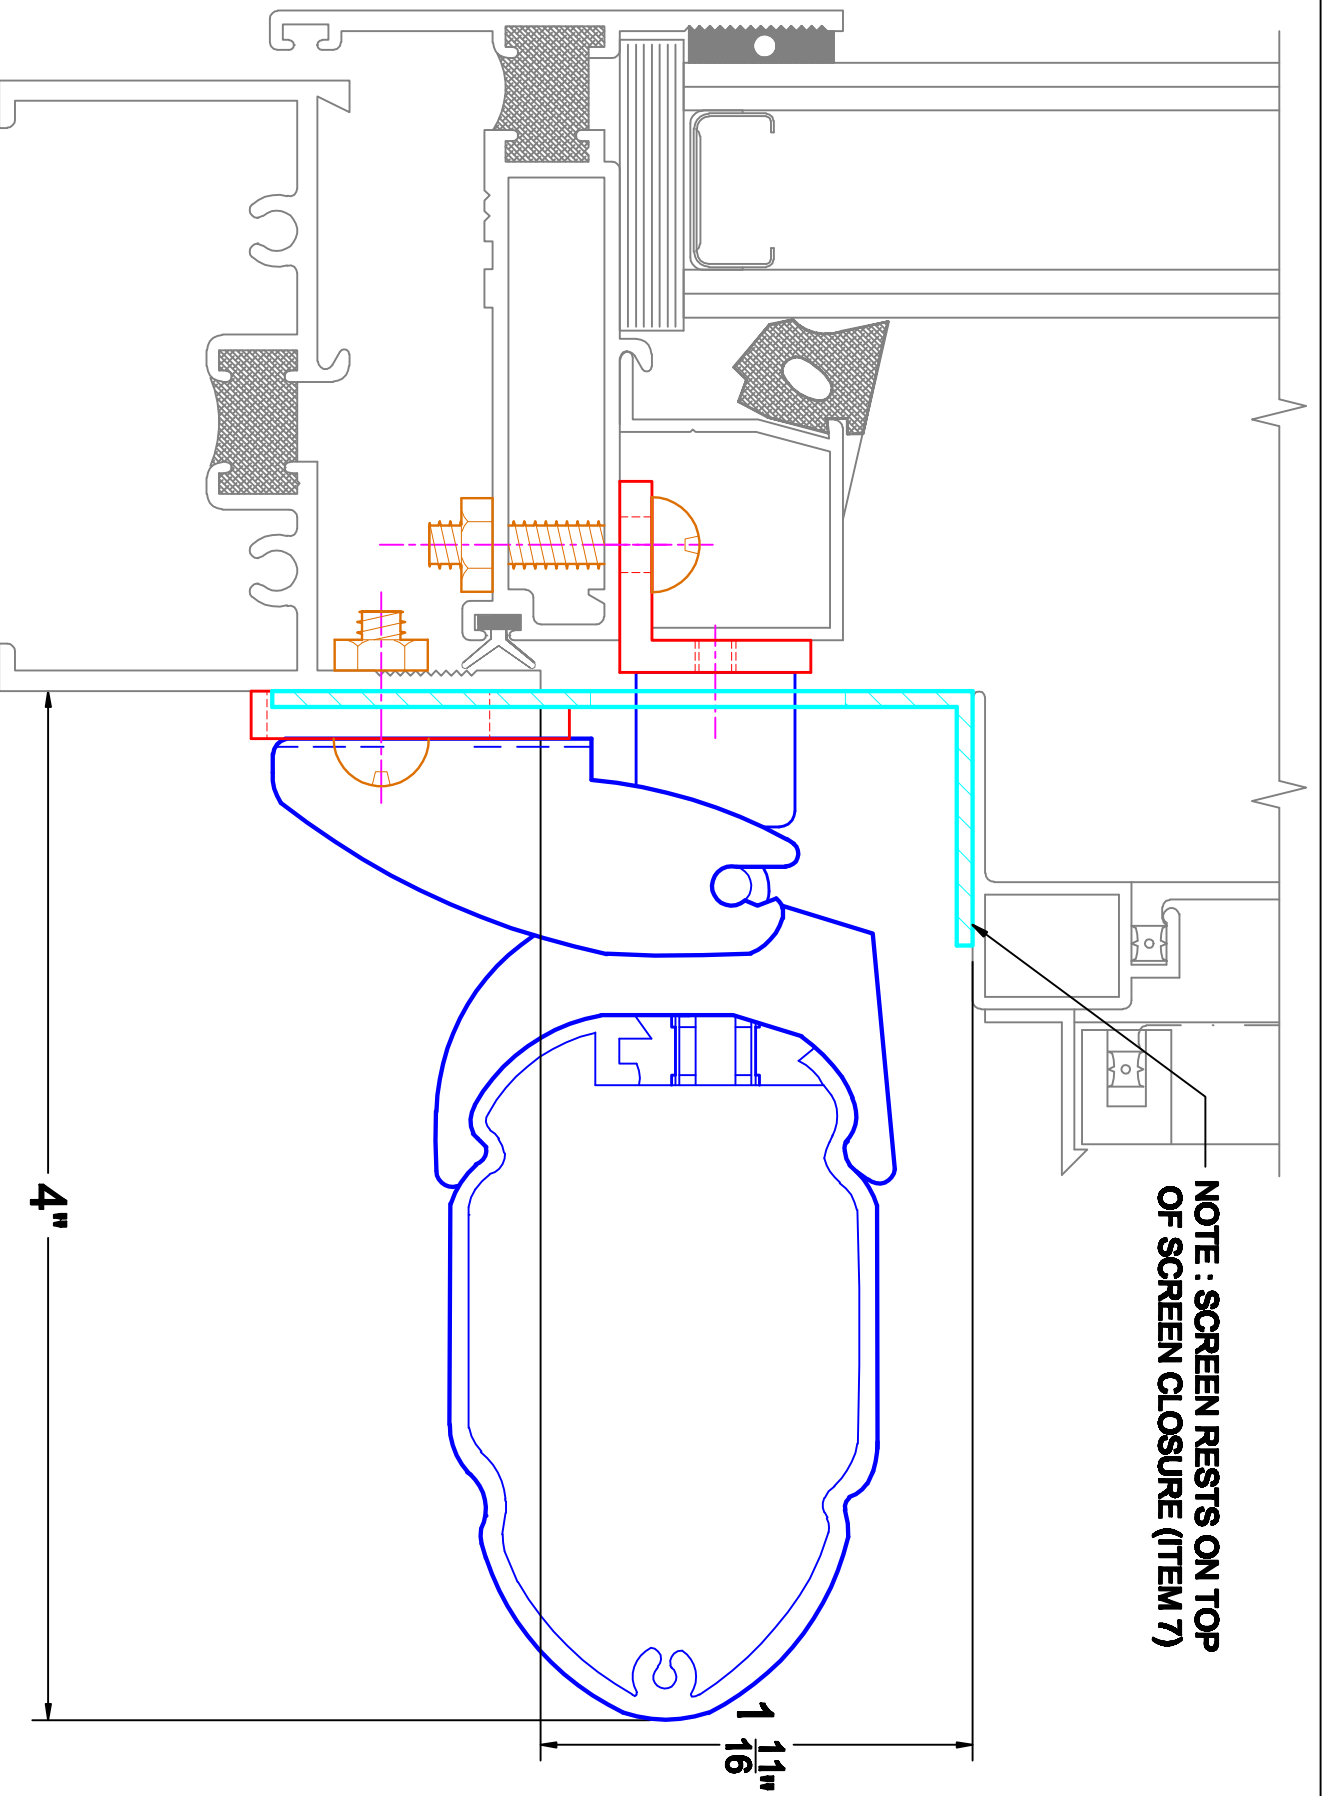 NOTE : SCREEN RESTS ON TOP
OF SCREEN CLOSURE (ITEM 7)
1 11/16"
4"